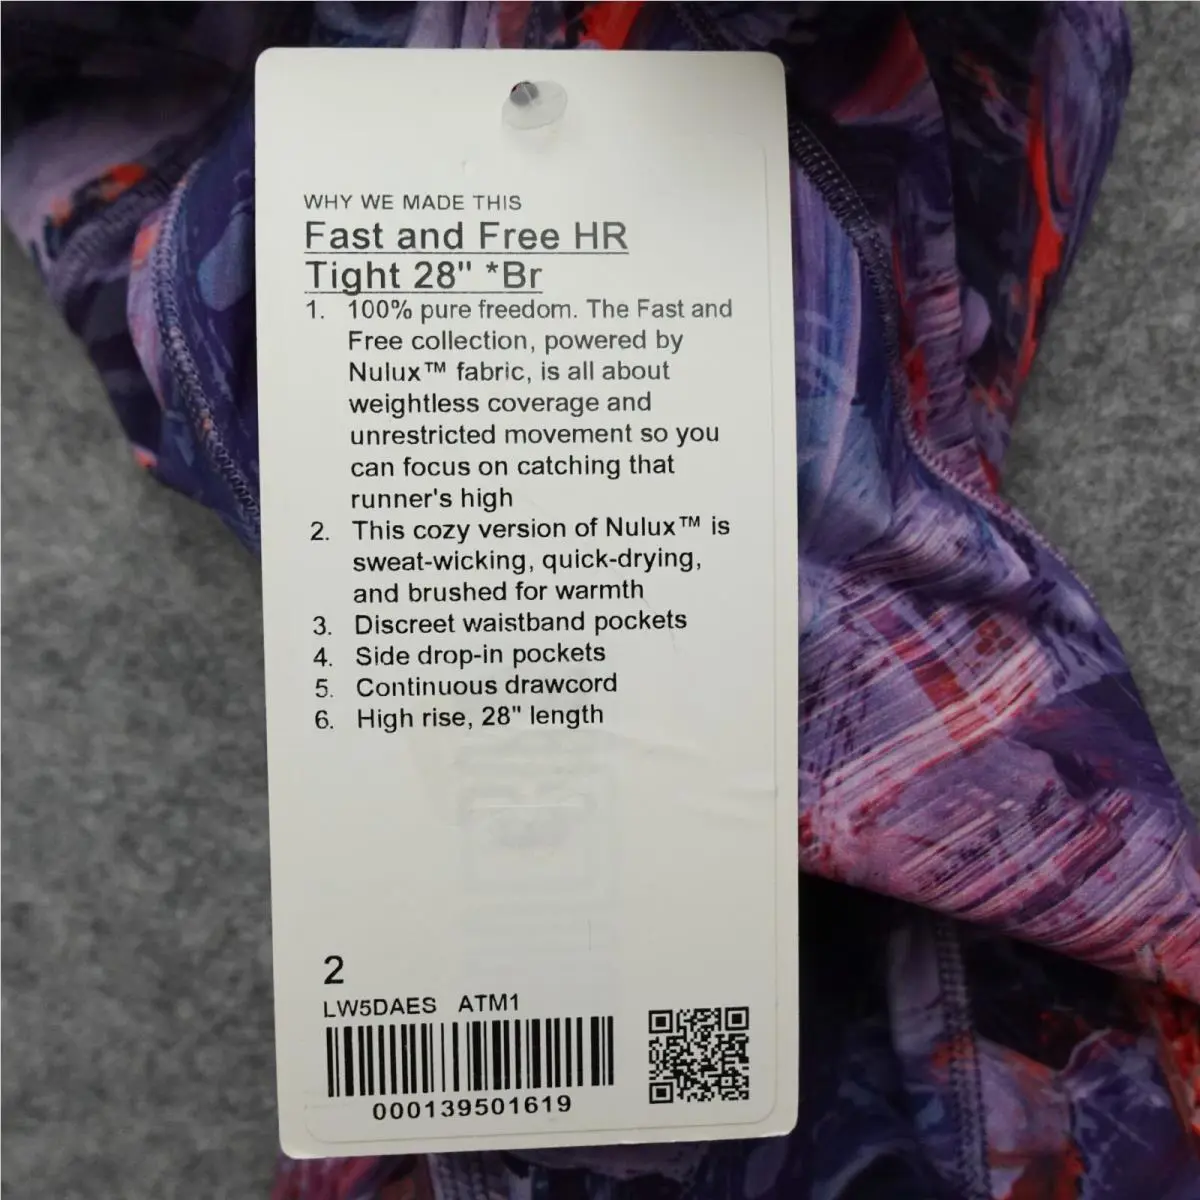 WHY WE MADE THIS
Fast and Free HR
Tight 28" *Br
1. 100% pure freedom. The Fast and
Free collection, powered by
Nulux™ fabric, is all about
weightless coverage and
unrestricted movement so you
can focus on catching that
runner's high
2. This cozy version of Nulux™ is
sweat-wicking, quick-drying,
and brushed for warmth
3. Discreet waistband pockets
4. Side drop-in pockets
5. Continuous drawcord
6. High rise, 28" length
2
LW5DAES ATM1
000139501619